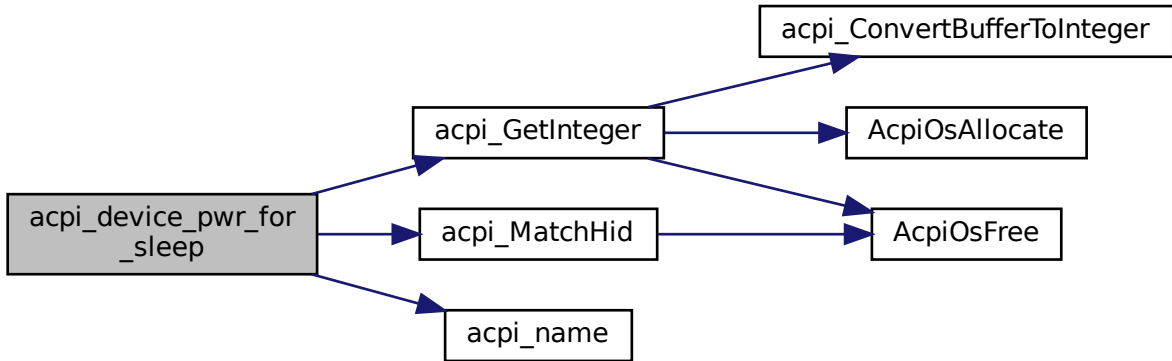 acpi_device_pwr_for
_sleep
acpi_GetInteger
acpi_MatchHid
acpi_name
acpi_ConvertBufferToInteger
AcpiOsAllocate
AcpiOsFree